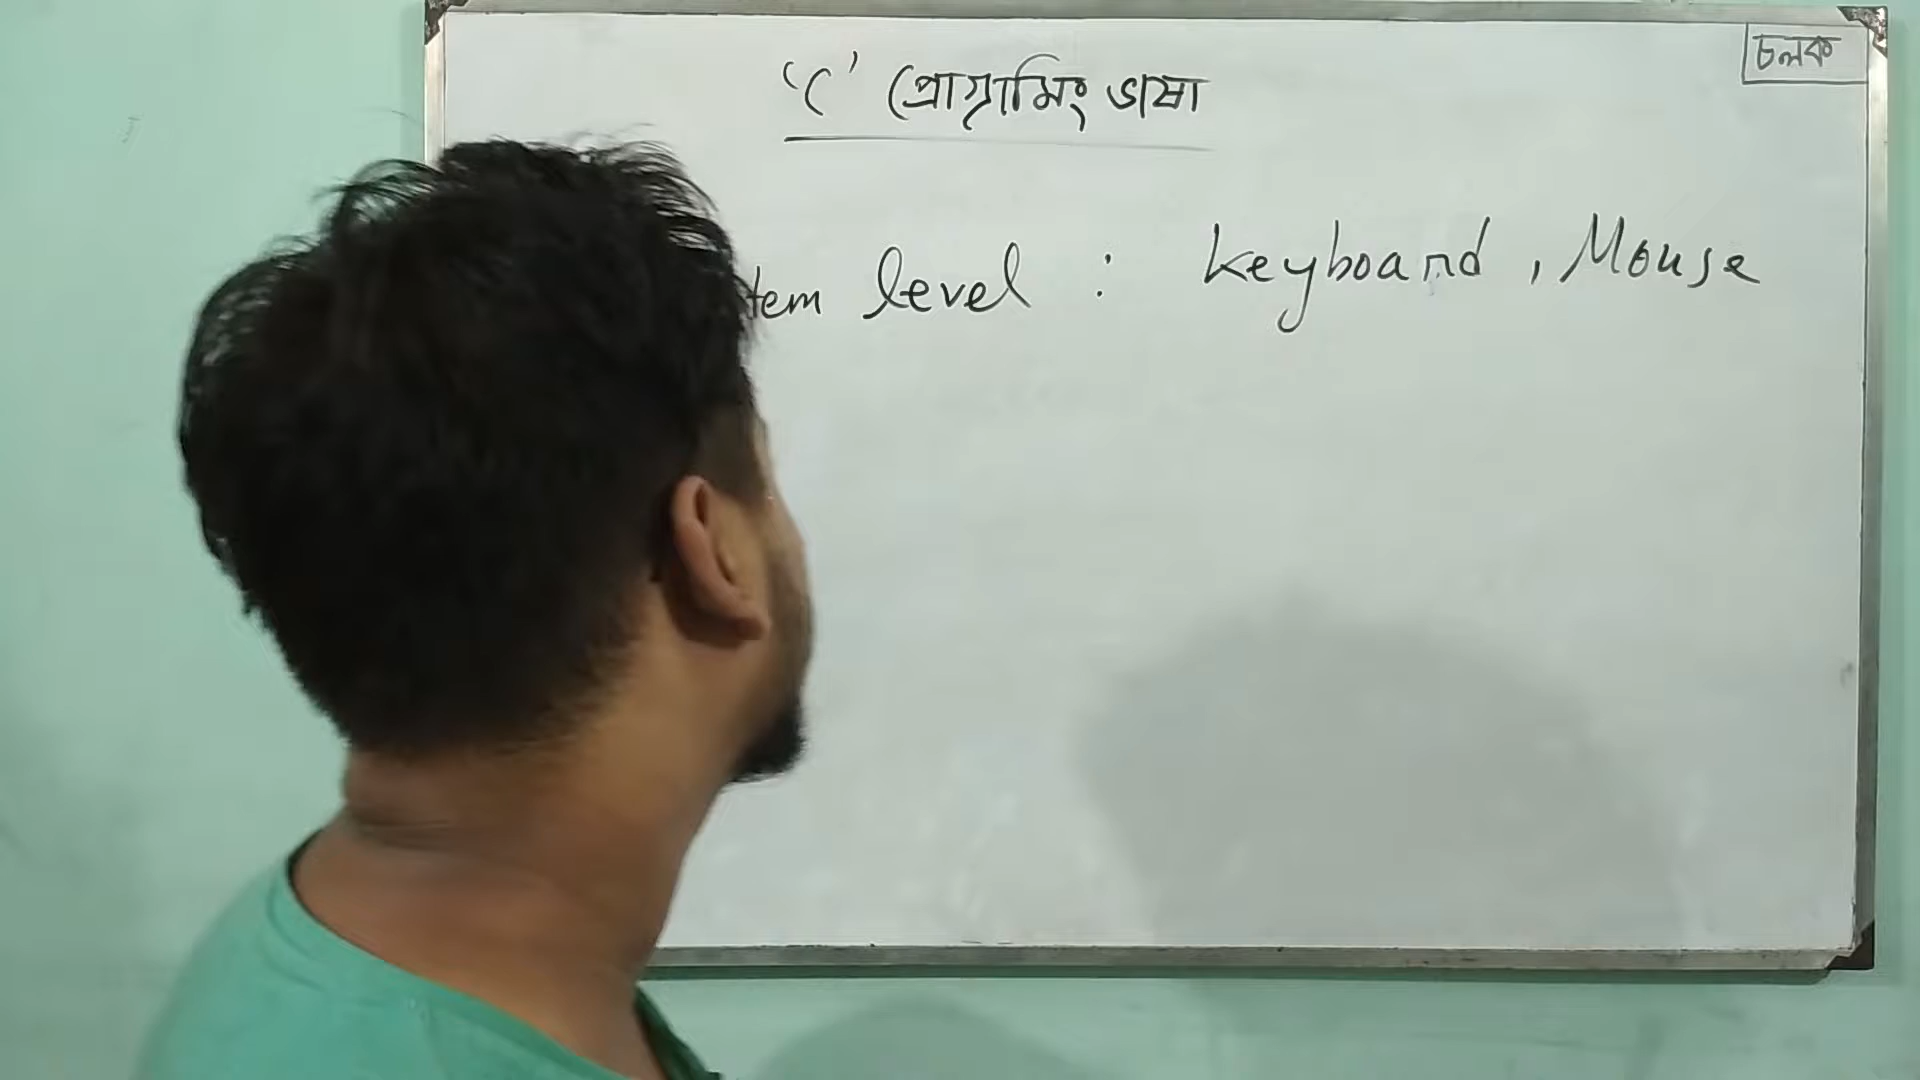 চলক
'C' প্রোগ্রামিং ভাষা
tem level : Keyboard , Mouse